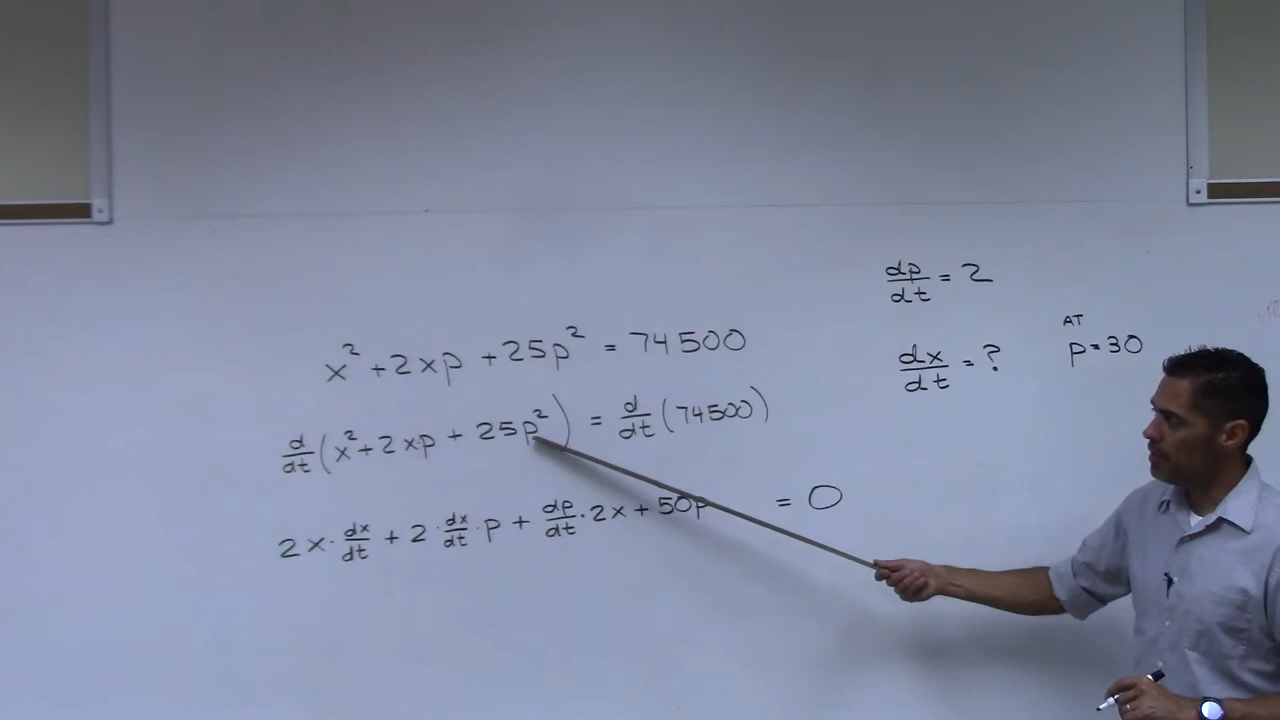 x² + 2xp + 25p² = 74500
d/dt (x² + 2xp + 25p²) = d/dt (74500)
2x · dx/dt + 2 · dx/dt · p + dp/dt · 2x + 50p = 0
dp/dt = 2
dx/dt = ?
AT
p = 30